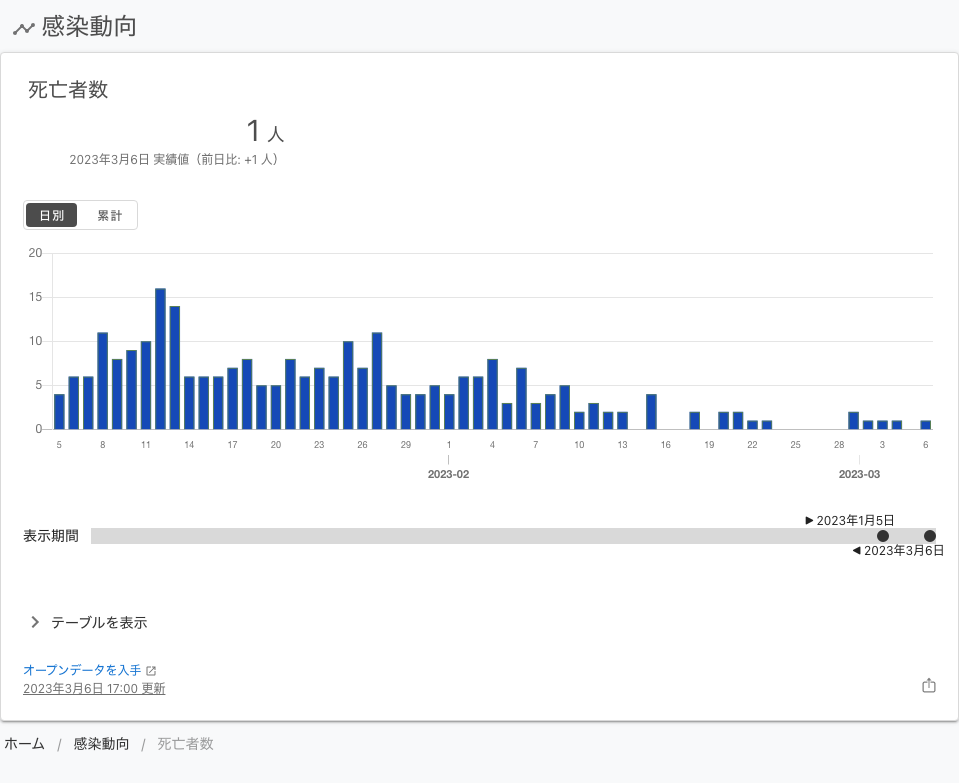 感染動向
死亡者数
1 人
2023年3月6日 実績値（前日比: +1 人）
日別 累計
20
15
10
5
0
5 8 11 14 17 20 23 26 29 1 4 7 10 13 16 19 22 25 28 3 6
2023-02 2023-03
2023年1月5日
表示期間
2023年3月6日
テーブルを表示
オープンデータを入手
2023年3月6日 17:00 更新
ホーム / 感染動向 / 死亡者数